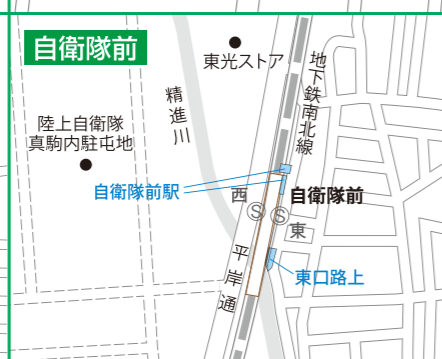 自衛隊前
東光ストア
地下鉄南北線
精進川
陸上自衛隊
真駒内駐屯地
自衛隊前駅
西
自衛隊前
S
S
東
東口路上
平岸通